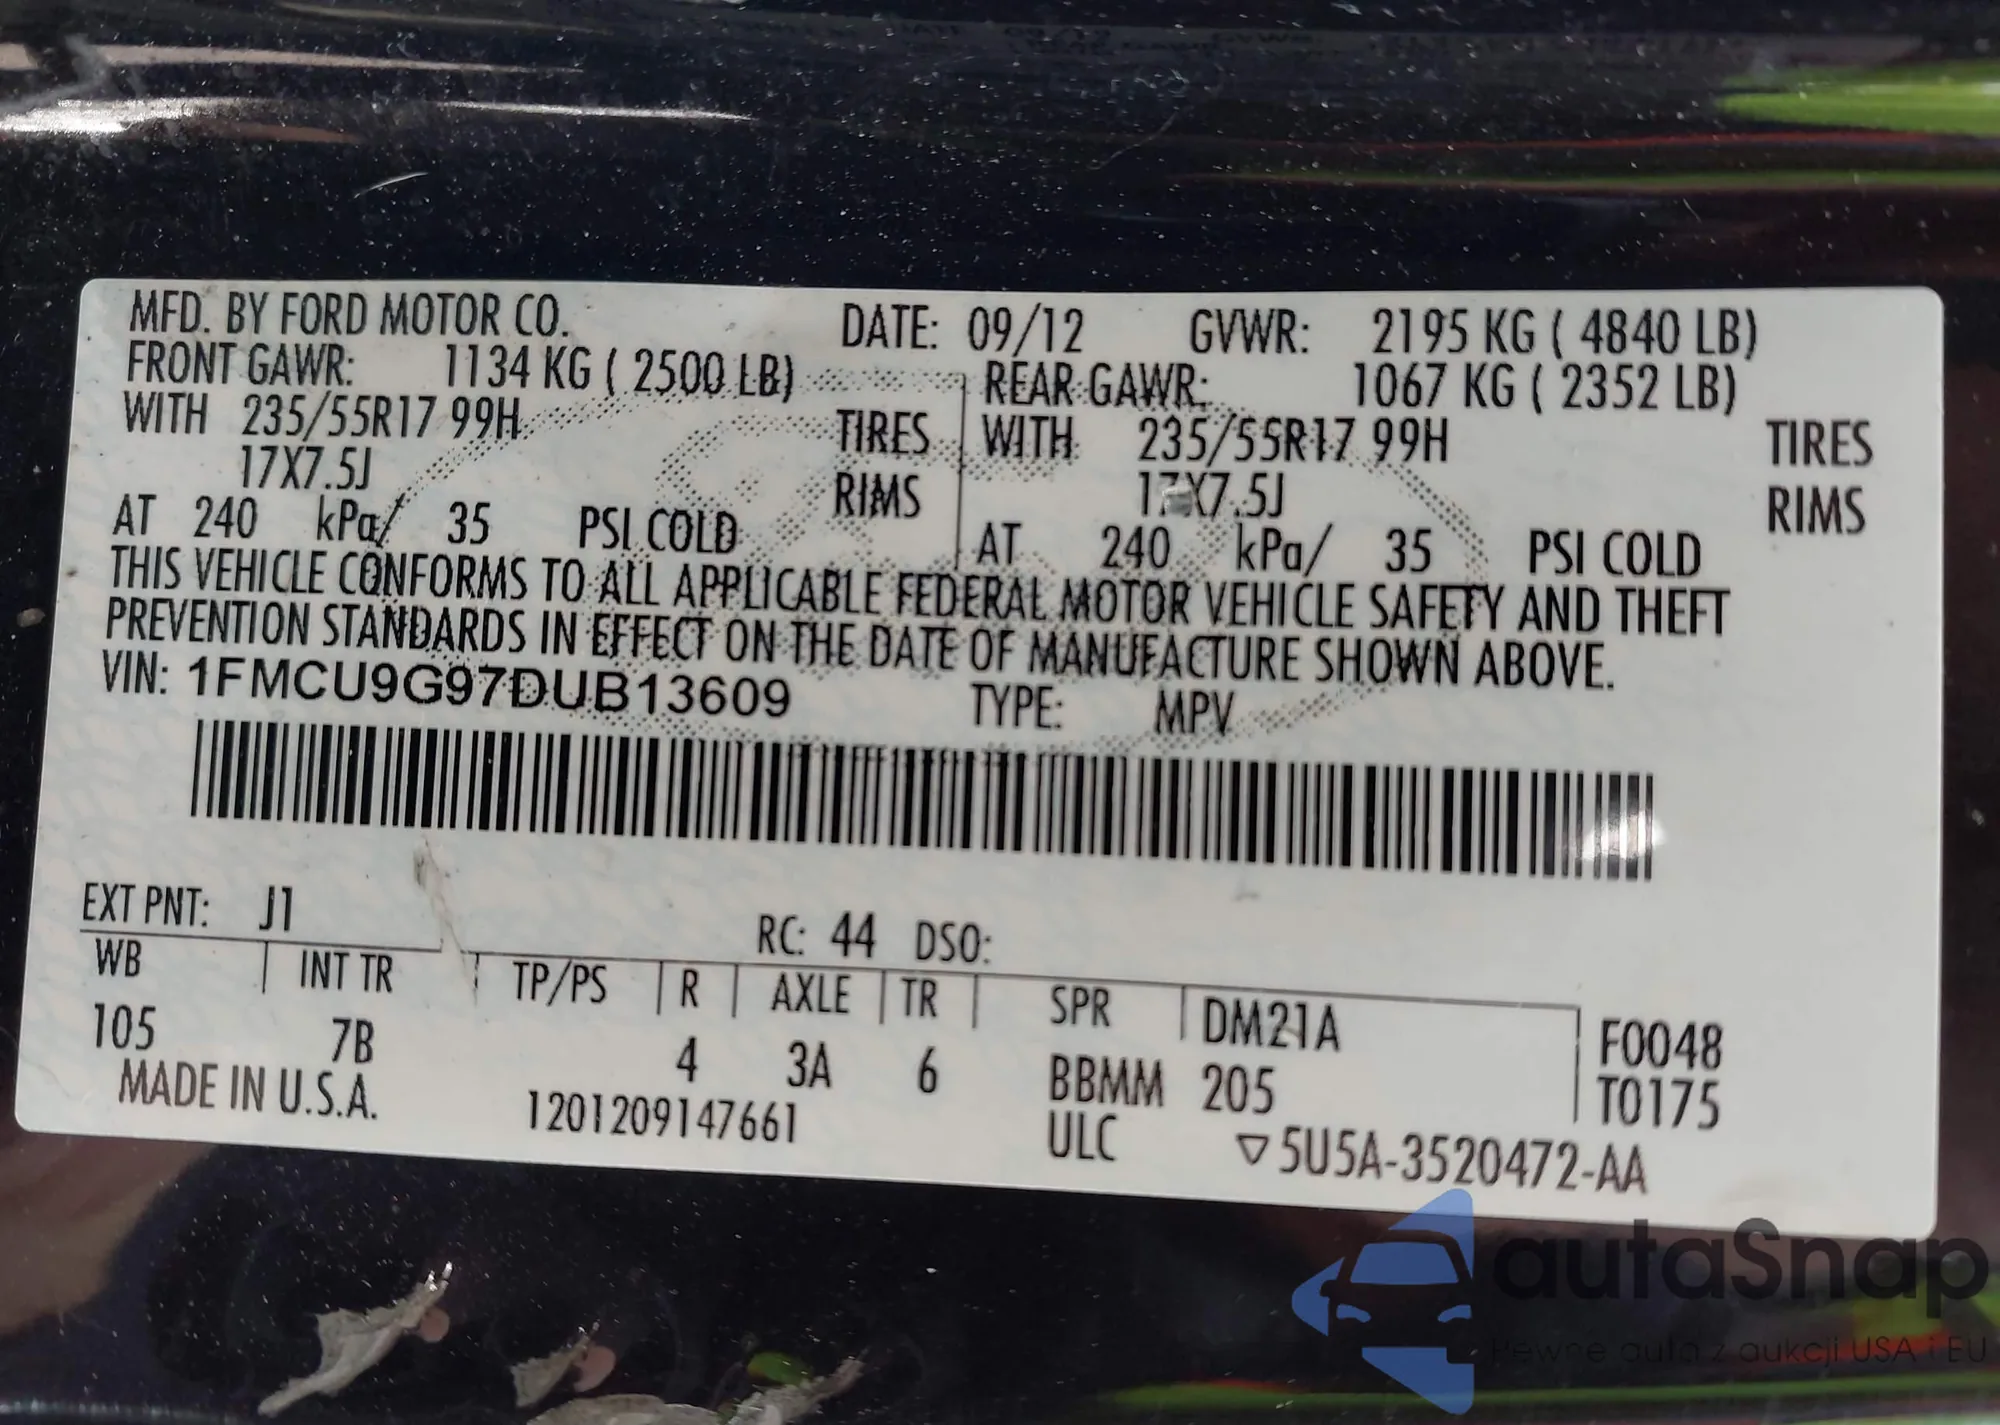 MFD. BY FORD MOTOR CO. DATE: 09/12 GVWR: 2195 KG ( 4840 LB)
FRONT GAWR: 1134 KG ( 2500 LB) REAR GAWR: 1067 KG ( 2352 LB)
WITH 235/55R17 99H TIRES WITH 235/55R17 99H TIRES
17X7.5J RIMS 17X7.5J RIMS
AT 240 kPa/ 35 PSI COLD AT 240 kPa/ 35 PSI COLD
THIS VEHICLE CONFORMS TO ALL APPLICABLE FEDERAL MOTOR VEHICLE SAFETY AND THEFT
PREVENTION STANDARDS IN EFFECT ON THE DATE OF MANUFACTURE SHOWN ABOVE.
VIN: 1FMCU9G97DUB13609 TYPE: MPV
EXT PNT: J1 RC: 44 DSO:
WB INT TR TP/PS R AXLE TR SPR DM21A F0048
105 7B 4 3A 6 BBMM 205 T0175
MADE IN U.S.A. 1201209147661 ULC ▽5U5A-3520472-AA
autaSnap
Pewne auta z aukcji USA i EU